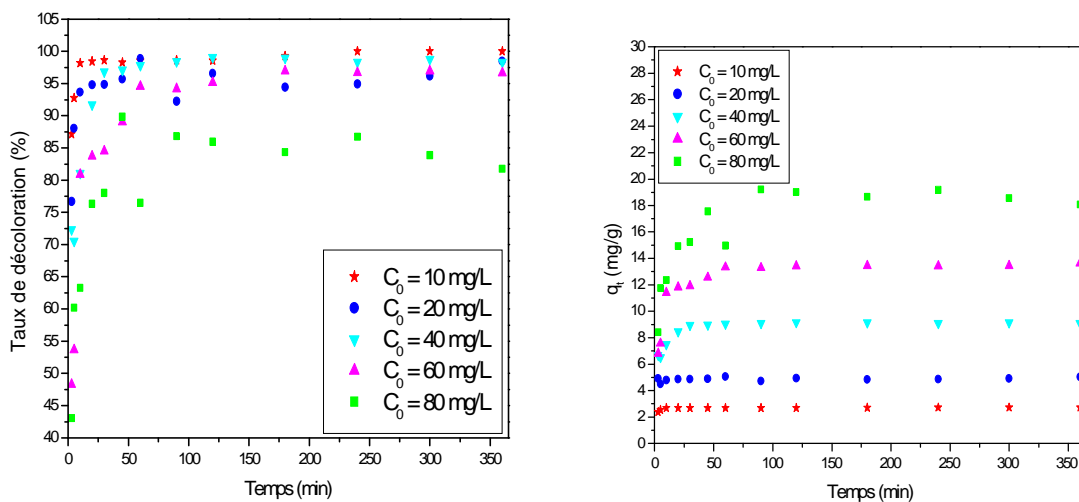 Taux de décoloration (%)
105
100
95
90
85
80
75
70
65
60
55
50
45
40
0 50 100 150 200 250 300 350
Temps (min)
C0 = 10 mg/L
C0 = 20 mg/L
C0 = 40 mg/L
C0 = 60 mg/L
C0 = 80 mg/L
qt (mg/g)
30
28
26
24
22
20
18
16
14
12
10
8
6
4
2
0
0 50 100 150 200 250 300 350
Temps (min)
C0 = 10 mg/L
C0 = 20 mg/L
C0 = 40 mg/L
C0 = 60 mg/L
C0 = 80 mg/L